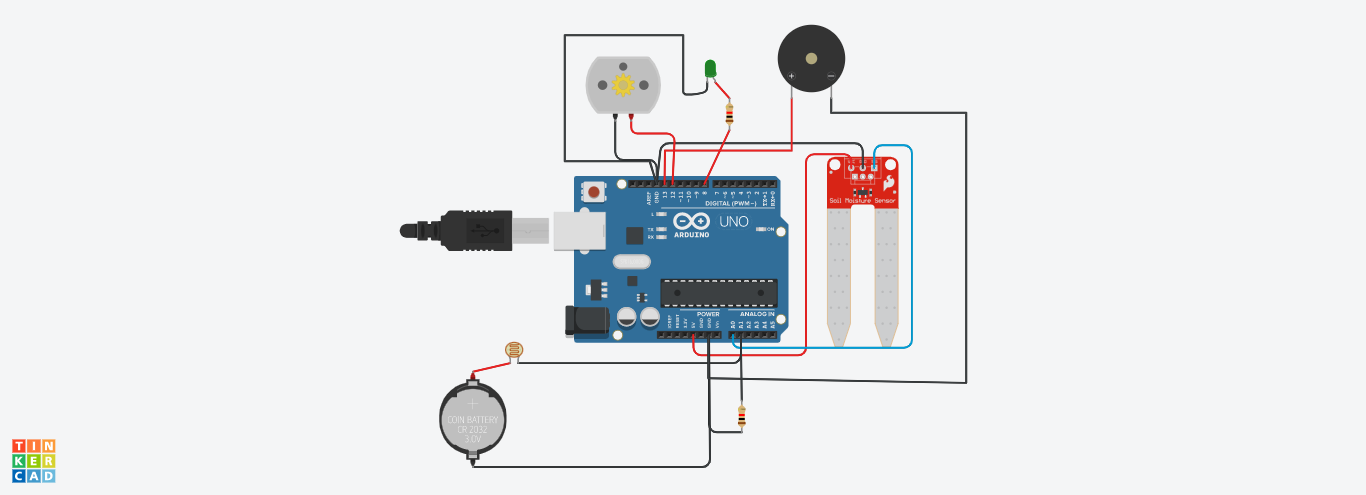 AREF
GND
13
12
~11
~10
~9
8
7
~6
~5
4
~3
2
TX→1
RX←0
DIGITAL (PWM~)
L
TX
RX
ARDUINO
UNO
ON
POWER
ANALOG IN
IOREF
RESET
3.3V
5V
GND
GND
Vin
A0
A1
A2
A3
A4
A5
Soil Moisture Sensor
COIN BATTERY
CR 2032
3.0V
TIN
KER
CAD